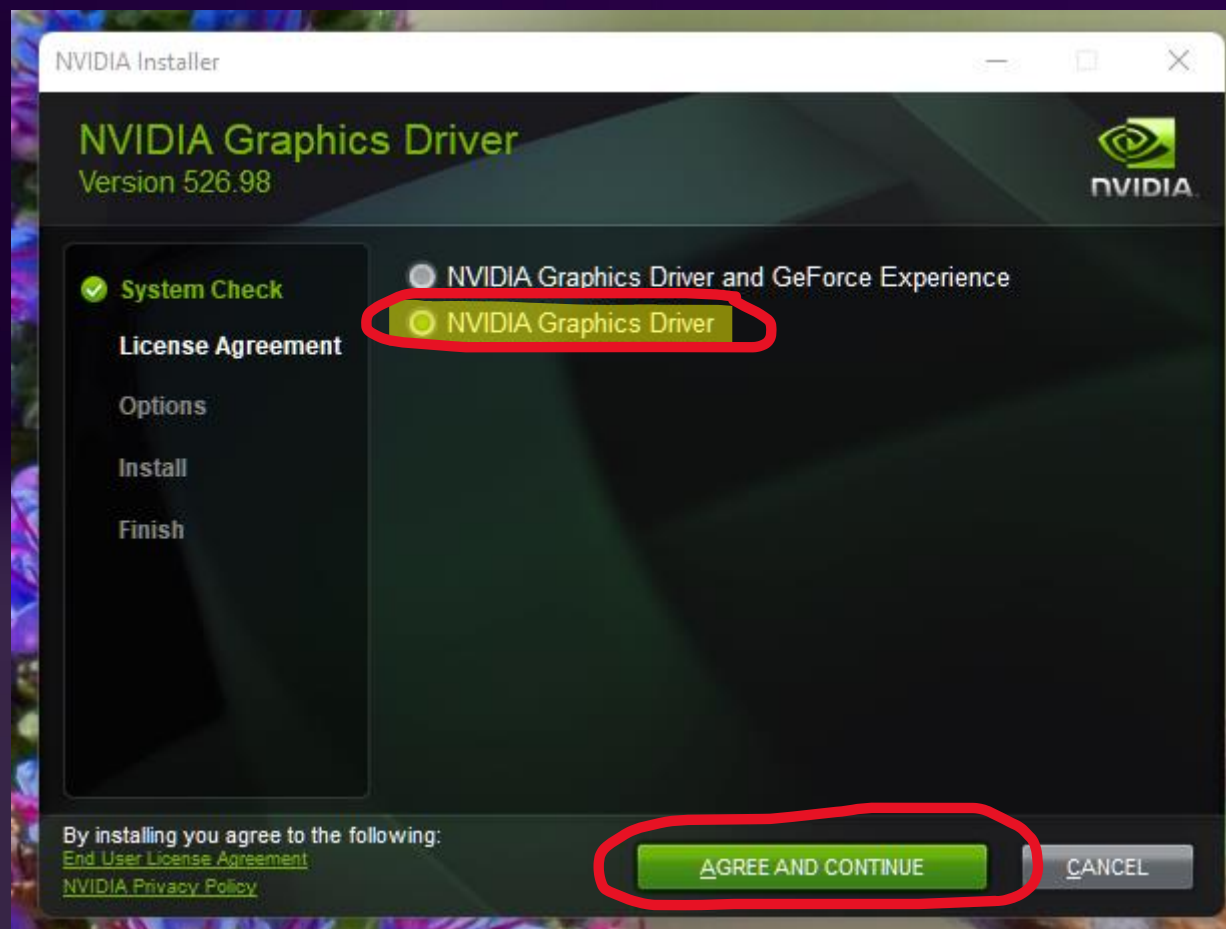 NVIDIA Installer
NVIDIA Graphics Driver
Version 526.98
NVIDIA
System Check
License Agreement
Options
Install
Finish
NVIDIA Graphics Driver and GeForce Experience
NVIDIA Graphics Driver
By installing you agree to the following:
End User License Agreement
NVIDIA Privacy Policy
AGREE AND CONTINUE
CANCEL